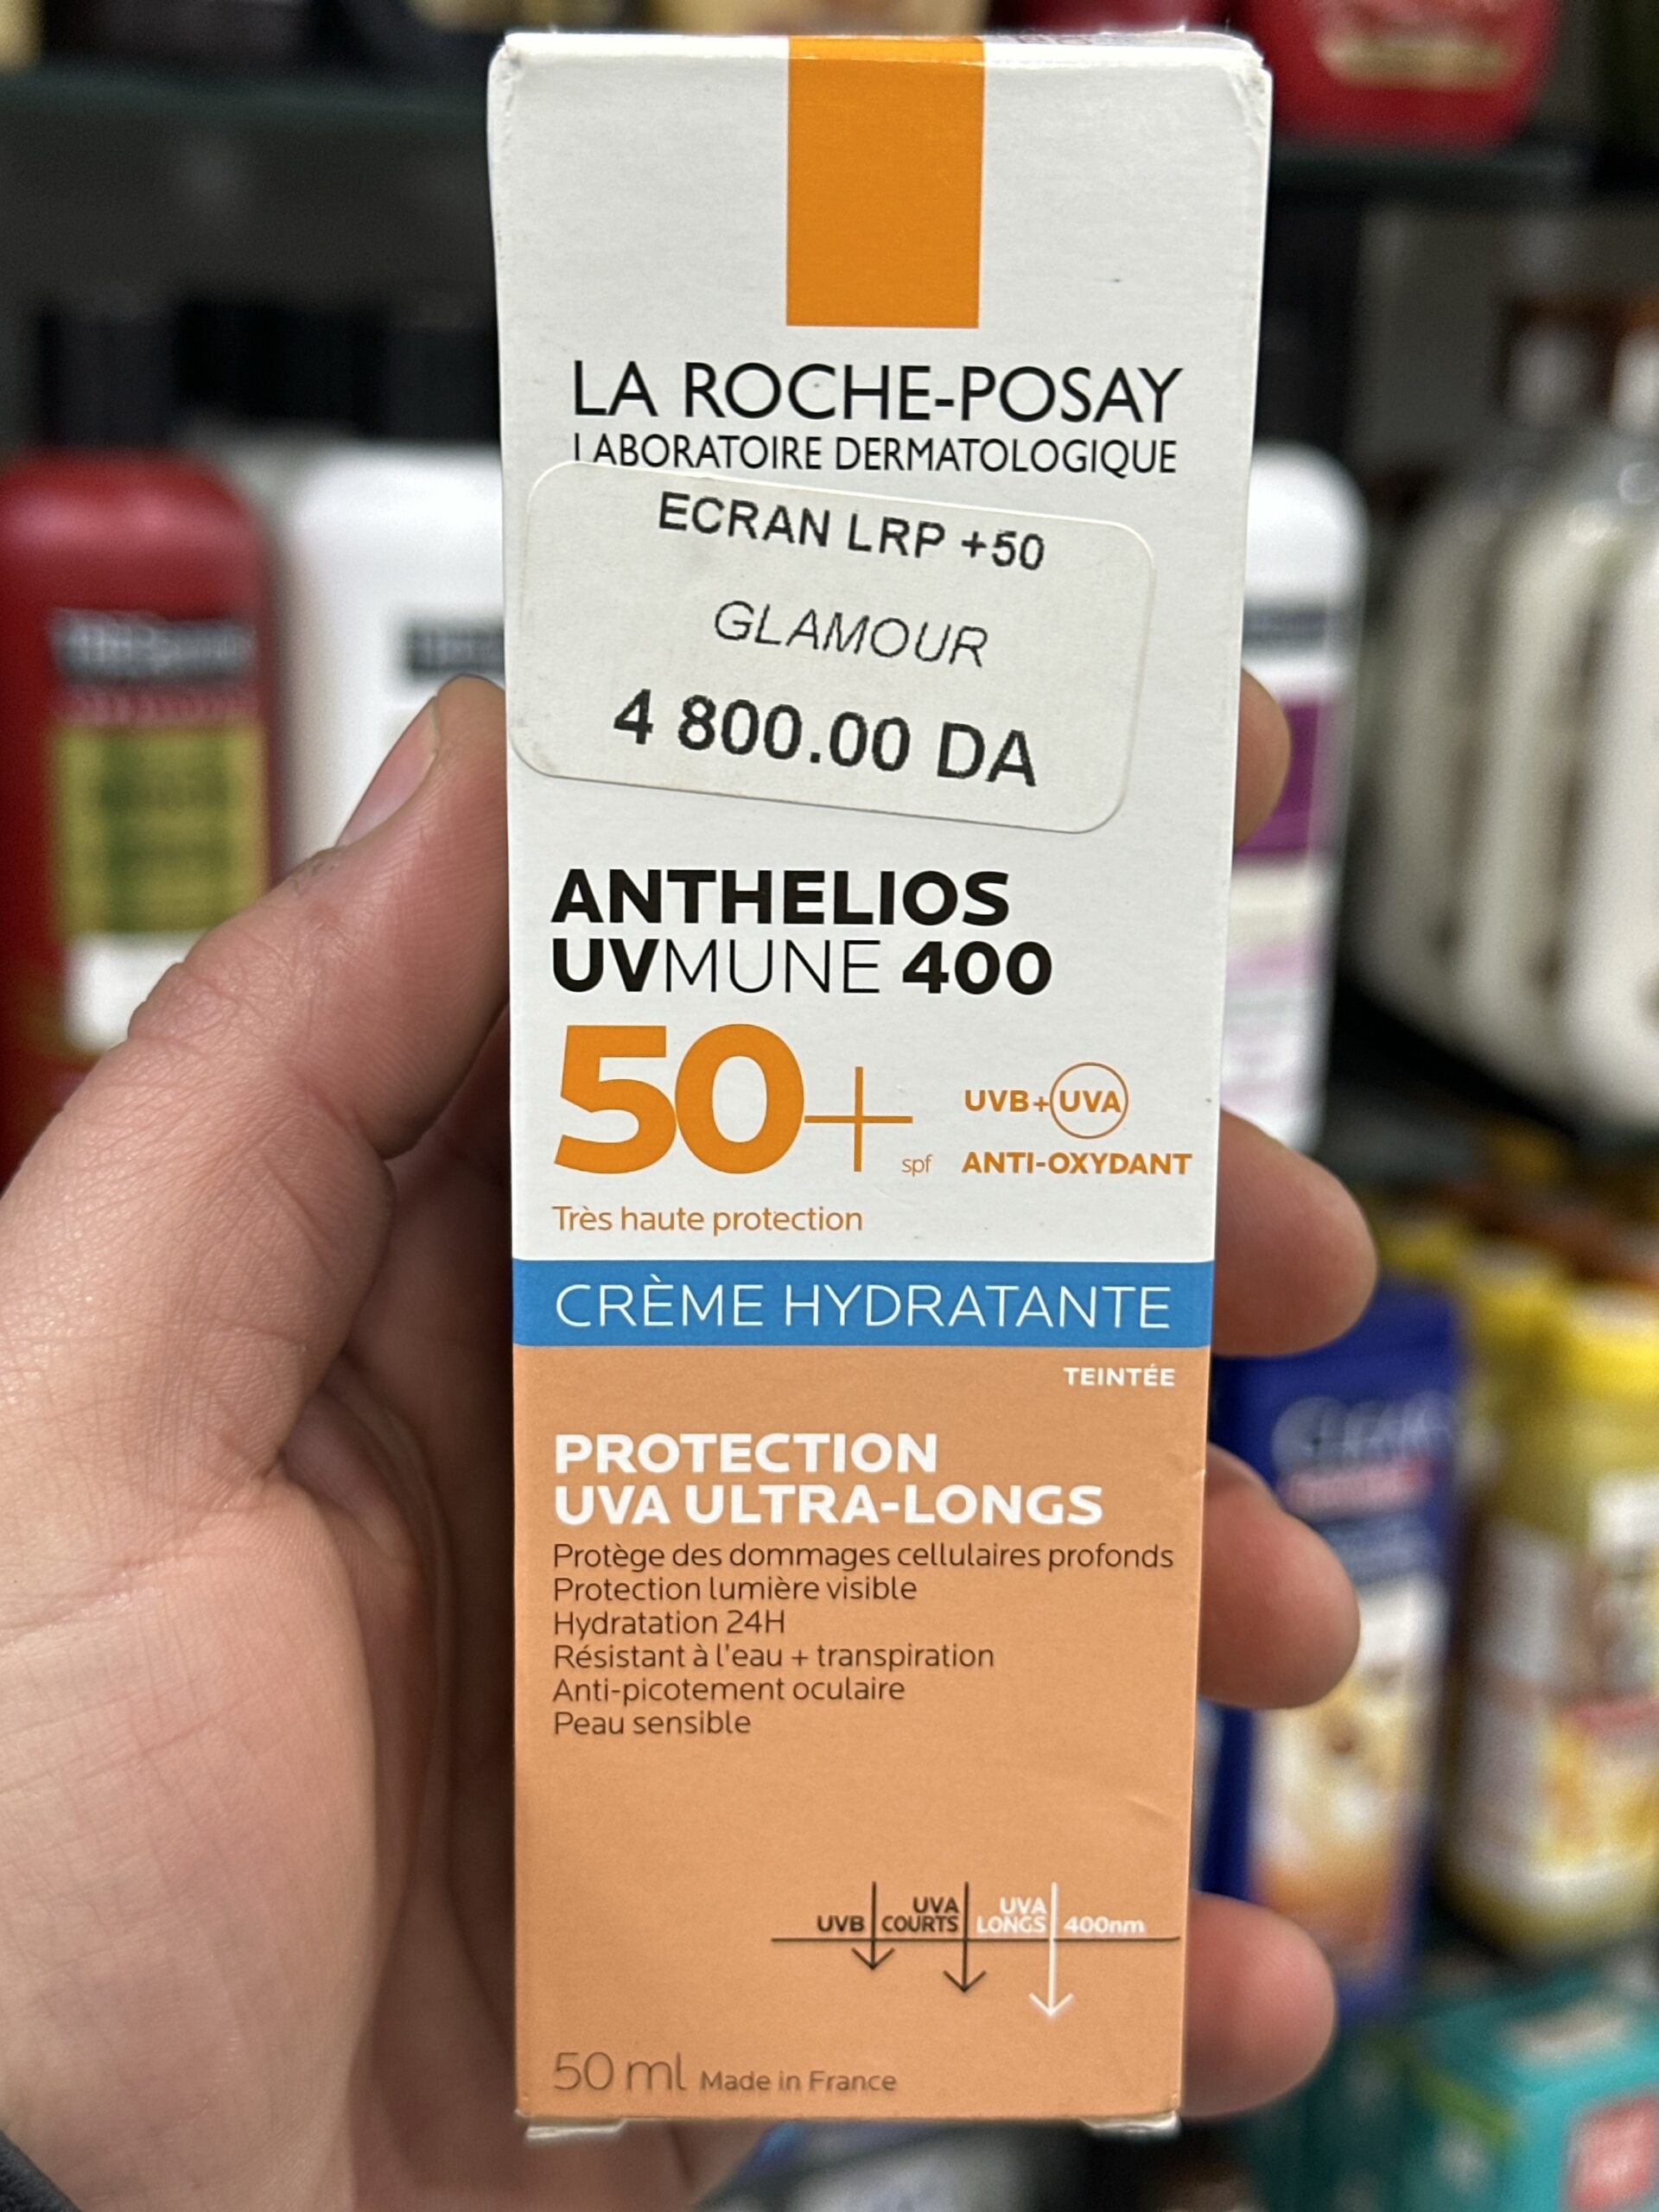 LA ROCHE-POSAY
LABORATOIRE DERMATOLOGIQUE
ECRAN LRP +50
GLAMOUR
4 800.00 DA
ANTHELIOS
UVMUNE 400
50+ spf
UVB+UVA
ANTI-OXYDANT
Très haute protection
CRÈME HYDRATANTE
TEINTÉE
PROTECTION
UVA ULTRA-LONGS
Protège des dommages cellulaires profonds
Protection lumière visible
Hydratation 24H
Résistant à l'eau + transpiration
Anti-picotement oculaire
Peau sensible
UVB UVA COURTS UVA LONGS 400nm
50 ml Made in France
CLEAR